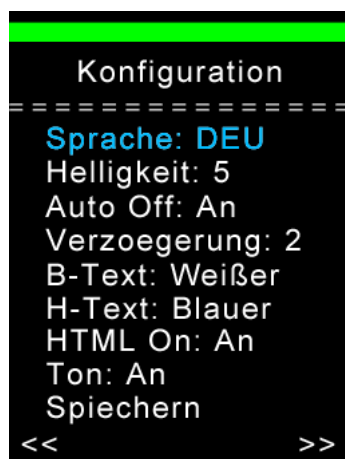 Konfiguration
= = = = = = = = = = = = = = =
Sprache: DEU
Helligkeit: 5
Auto Off: An
Verzoegerung: 2
B-Text: Weißer
H-Text: Blauer
HTML On: An
Ton: An
Spiechern
<< >>